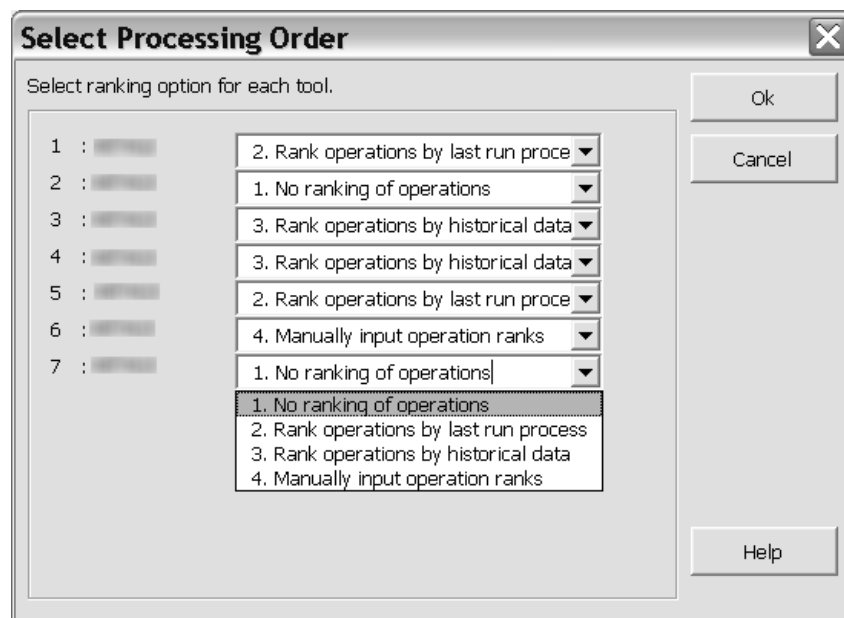 Select Processing Order
Select ranking option for each tool.
Ok
Cancel
1 : 2. Rank operations by last run proce
2 : 1. No ranking of operations
3 : 3. Rank operations by historical data
4 : 3. Rank operations by historical data
5 : 2. Rank operations by last run proce
6 : 4. Manually input operation ranks
7 : 1. No ranking of operations
1. No ranking of operations
2. Rank operations by last run process
3. Rank operations by historical data
4. Manually input operation ranks
Help